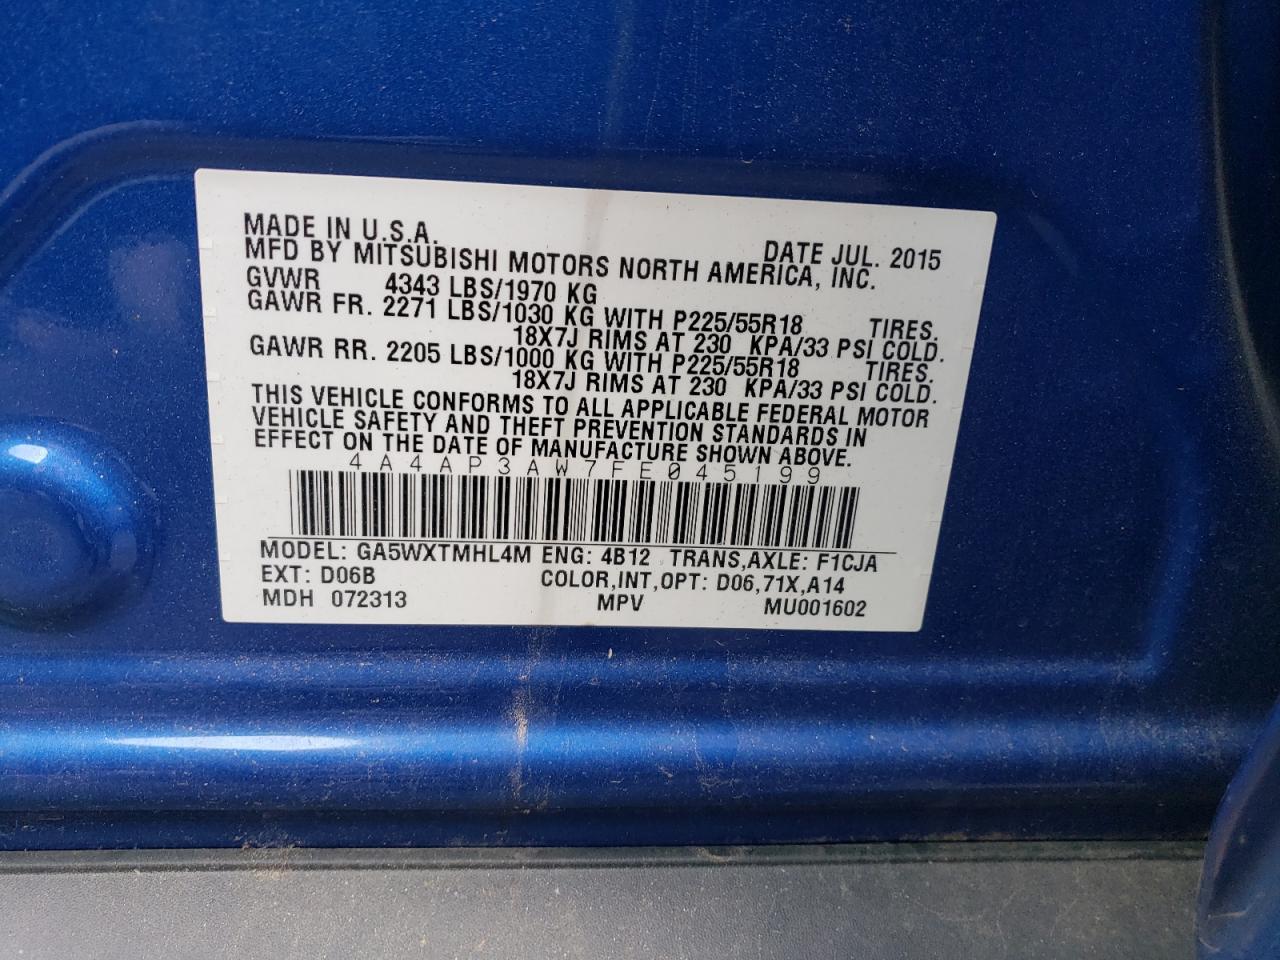 MADE IN U.S.A. DATE JUL. 2015
MFD BY MITSUBISHI MOTORS NORTH AMERICA, INC.
GVWR 4343 LBS/1970 KG
GAWR FR. 2271 LBS/1030 KG WITH P225/55R18 TIRES.
18X7J RIMS AT 230 KPA/33 PSI COLD.
GAWR RR. 2205 LBS/1000 KG WITH P225/55R18 TIRES.
18X7J RIMS AT 230 KPA/33 PSI COLD.
THIS VEHICLE CONFORMS TO ALL APPLICABLE FEDERAL MOTOR
VEHICLE SAFETY AND THEFT PREVENTION STANDARDS IN
EFFECT ON THE DATE OF MANUFACTURE SHOWN ABOVE.
4A4AP3AW7FE045199
MODEL: GA5WXTMHL4M ENG: 4B12 TRANS,AXLE: F1CJA
EXT: D06B COLOR,INT,OPT: D06,71X,A14
MDH 072313 MPV MU001602